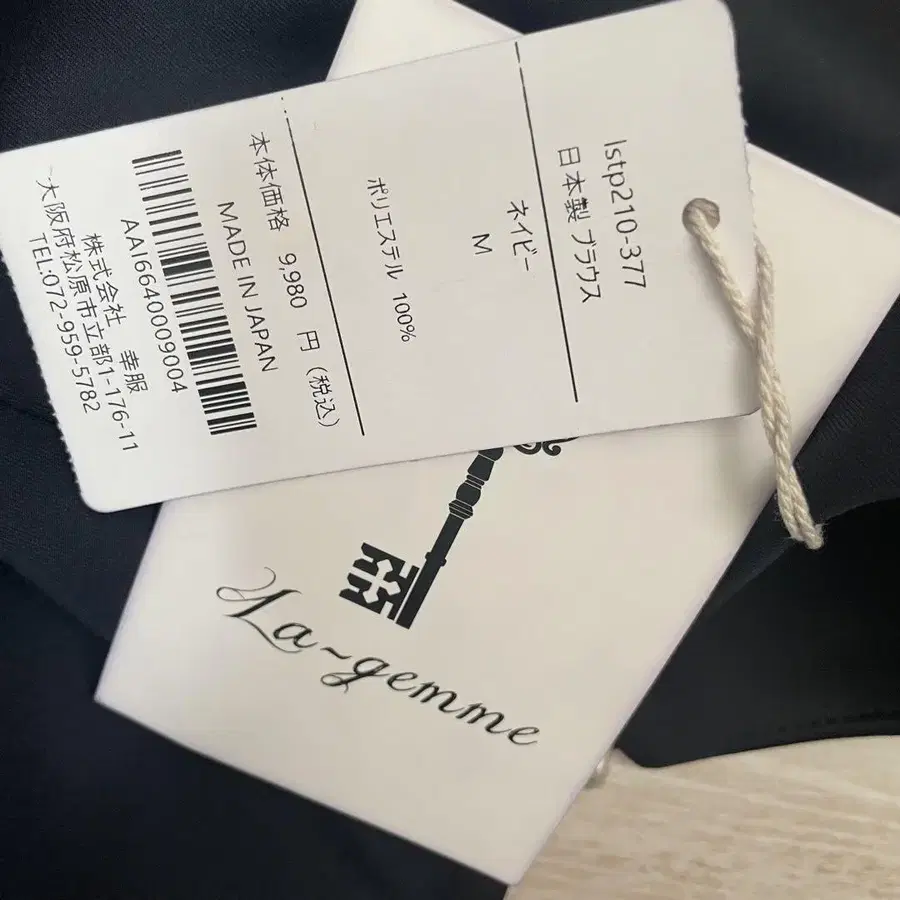 lstp210-377
日本製 ブラウス
ネイビー
M
ポリエステル 100%
本体価格 9,980 円 (税込)
MADE IN JAPAN
AAI6640009004
株式会社 幸服
大阪府松原市立部1-176-11
TEL:072-959-5782
La~gemme